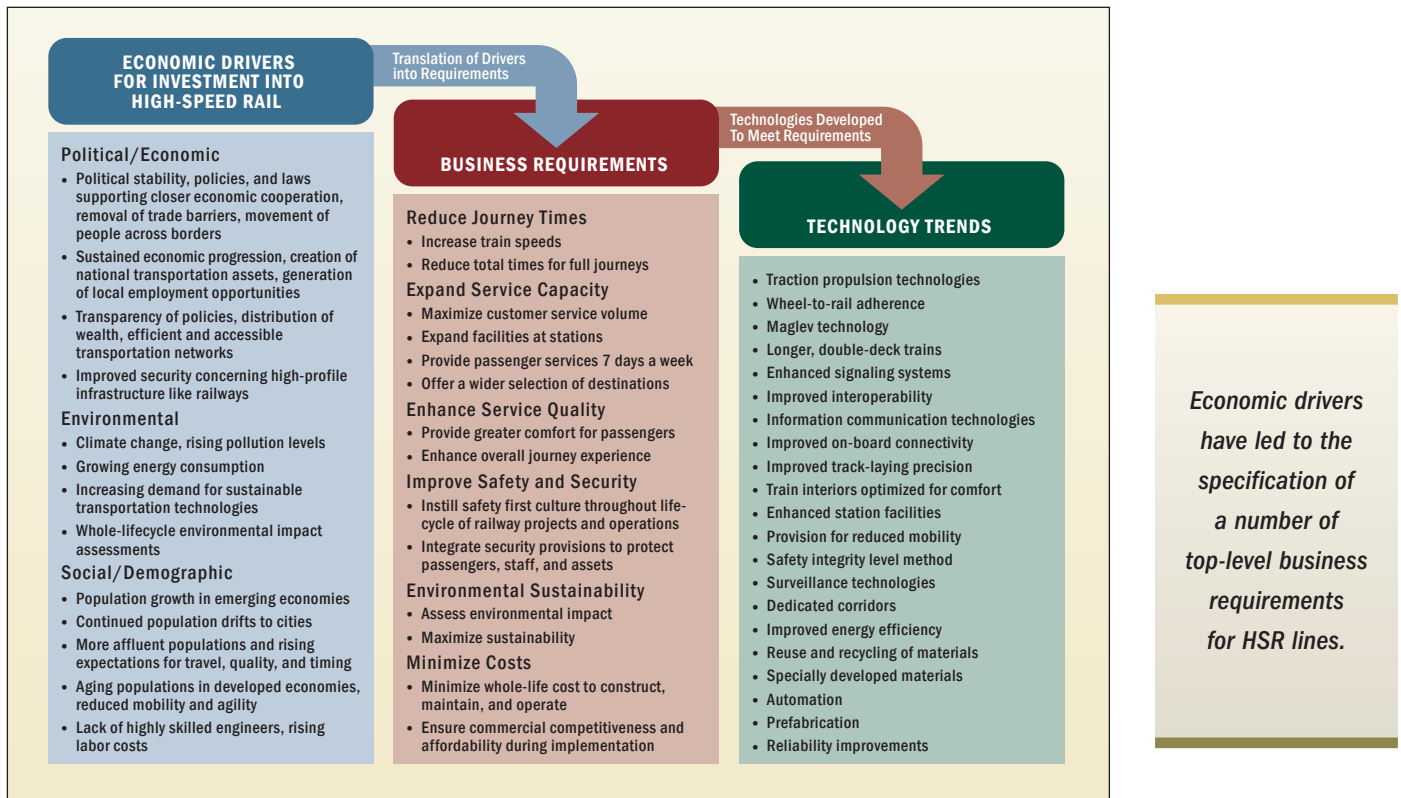 ECONOMIC DRIVERS
FOR INVESTMENT INTO
HIGH-SPEED RAIL
Political/Economic
• Political stability, policies, and laws
supporting closer economic cooperation,
removal of trade barriers, movement of
people across borders
• Sustained economic progression, creation of
national transportation assets, generation
of local employment opportunities
• Transparency of policies, distribution of
wealth, efficient and accessible
transportation networks
• Improved security concerning high-profile
infrastructure like railways
Environmental
• Climate change, rising pollution levels
• Growing energy consumption
• Increasing demand for sustainable
transportation technologies
• Whole-lifecycle environmental impact
assessments
Social/Demographic
• Population growth in emerging economies
• Continued population drifts to cities
• More affluent populations and rising
expectations for travel, quality, and timing
• Aging populations in developed economies,
reduced mobility and agility
• Lack of highly skilled engineers, rising
labor costs
Translation of Drivers
into Requirements
BUSINESS REQUIREMENTS
Reduce Journey Times
• Increase train speeds
• Reduce total times for full journeys
Expand Service Capacity
• Maximize customer service volume
• Expand facilities at stations
• Provide passenger services 7 days a week
• Offer a wider selection of destinations
Enhance Service Quality
• Provide greater comfort for passengers
• Enhance overall journey experience
Improve Safety and Security
• Instill safety first culture throughout life-
cycle of railway projects and operations
• Integrate security provisions to protect
passengers, staff, and assets
Environmental Sustainability
• Assess environmental impact
• Maximize sustainability
Minimize Costs
• Minimize whole-life cost to construct,
maintain, and operate
• Ensure commercial competitiveness and
affordability during implementation
Technologies Developed
To Meet Requirements
TECHNOLOGY TRENDS
• Traction propulsion technologies
• Wheel-to-rail adherence
• Maglev technology
• Longer, double-deck trains
• Enhanced signaling systems
• Improved interoperability
• Information communication technologies
• Improved on-board connectivity
• Improved track-laying precision
• Train interiors optimized for comfort
• Enhanced station facilities
• Provision for reduced mobility
• Safety integrity level method
• Surveillance technologies
• Dedicated corridors
• Improved energy efficiency
• Reuse and recycling of materials
• Specially developed materials
• Automation
• Prefabrication
• Reliability improvements
Economic drivers
have led to the
specification of
a number of
top-level business
requirements
for HSR lines.